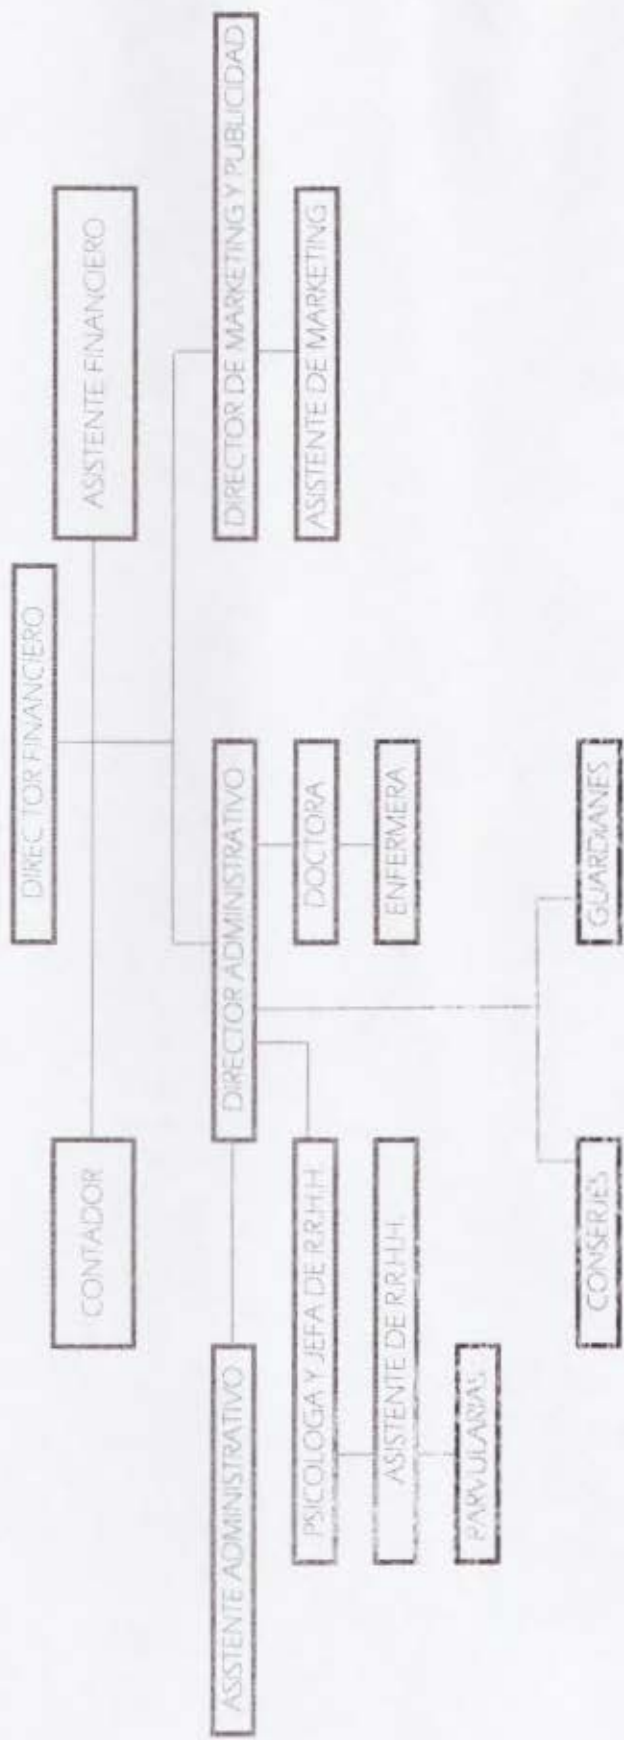 DIRECTOR FINANCIERO
CONTADOR
ASISTENTE FINANCIERO
ASISTENTE ADMINISTRATIVO
DIRECTOR ADMINISTRATIVO
DIRECTOR DE MARKETING Y PUBLICIDAD
PSICOLOGA Y JEFA DE R.R.H.H.
DOCTORA
ASISTENTE DE MARKETING
ASISTENTE DE R.R.H.H.
ENFERMERA
PARVULARIAS
CONSERJES
GUARDIANES